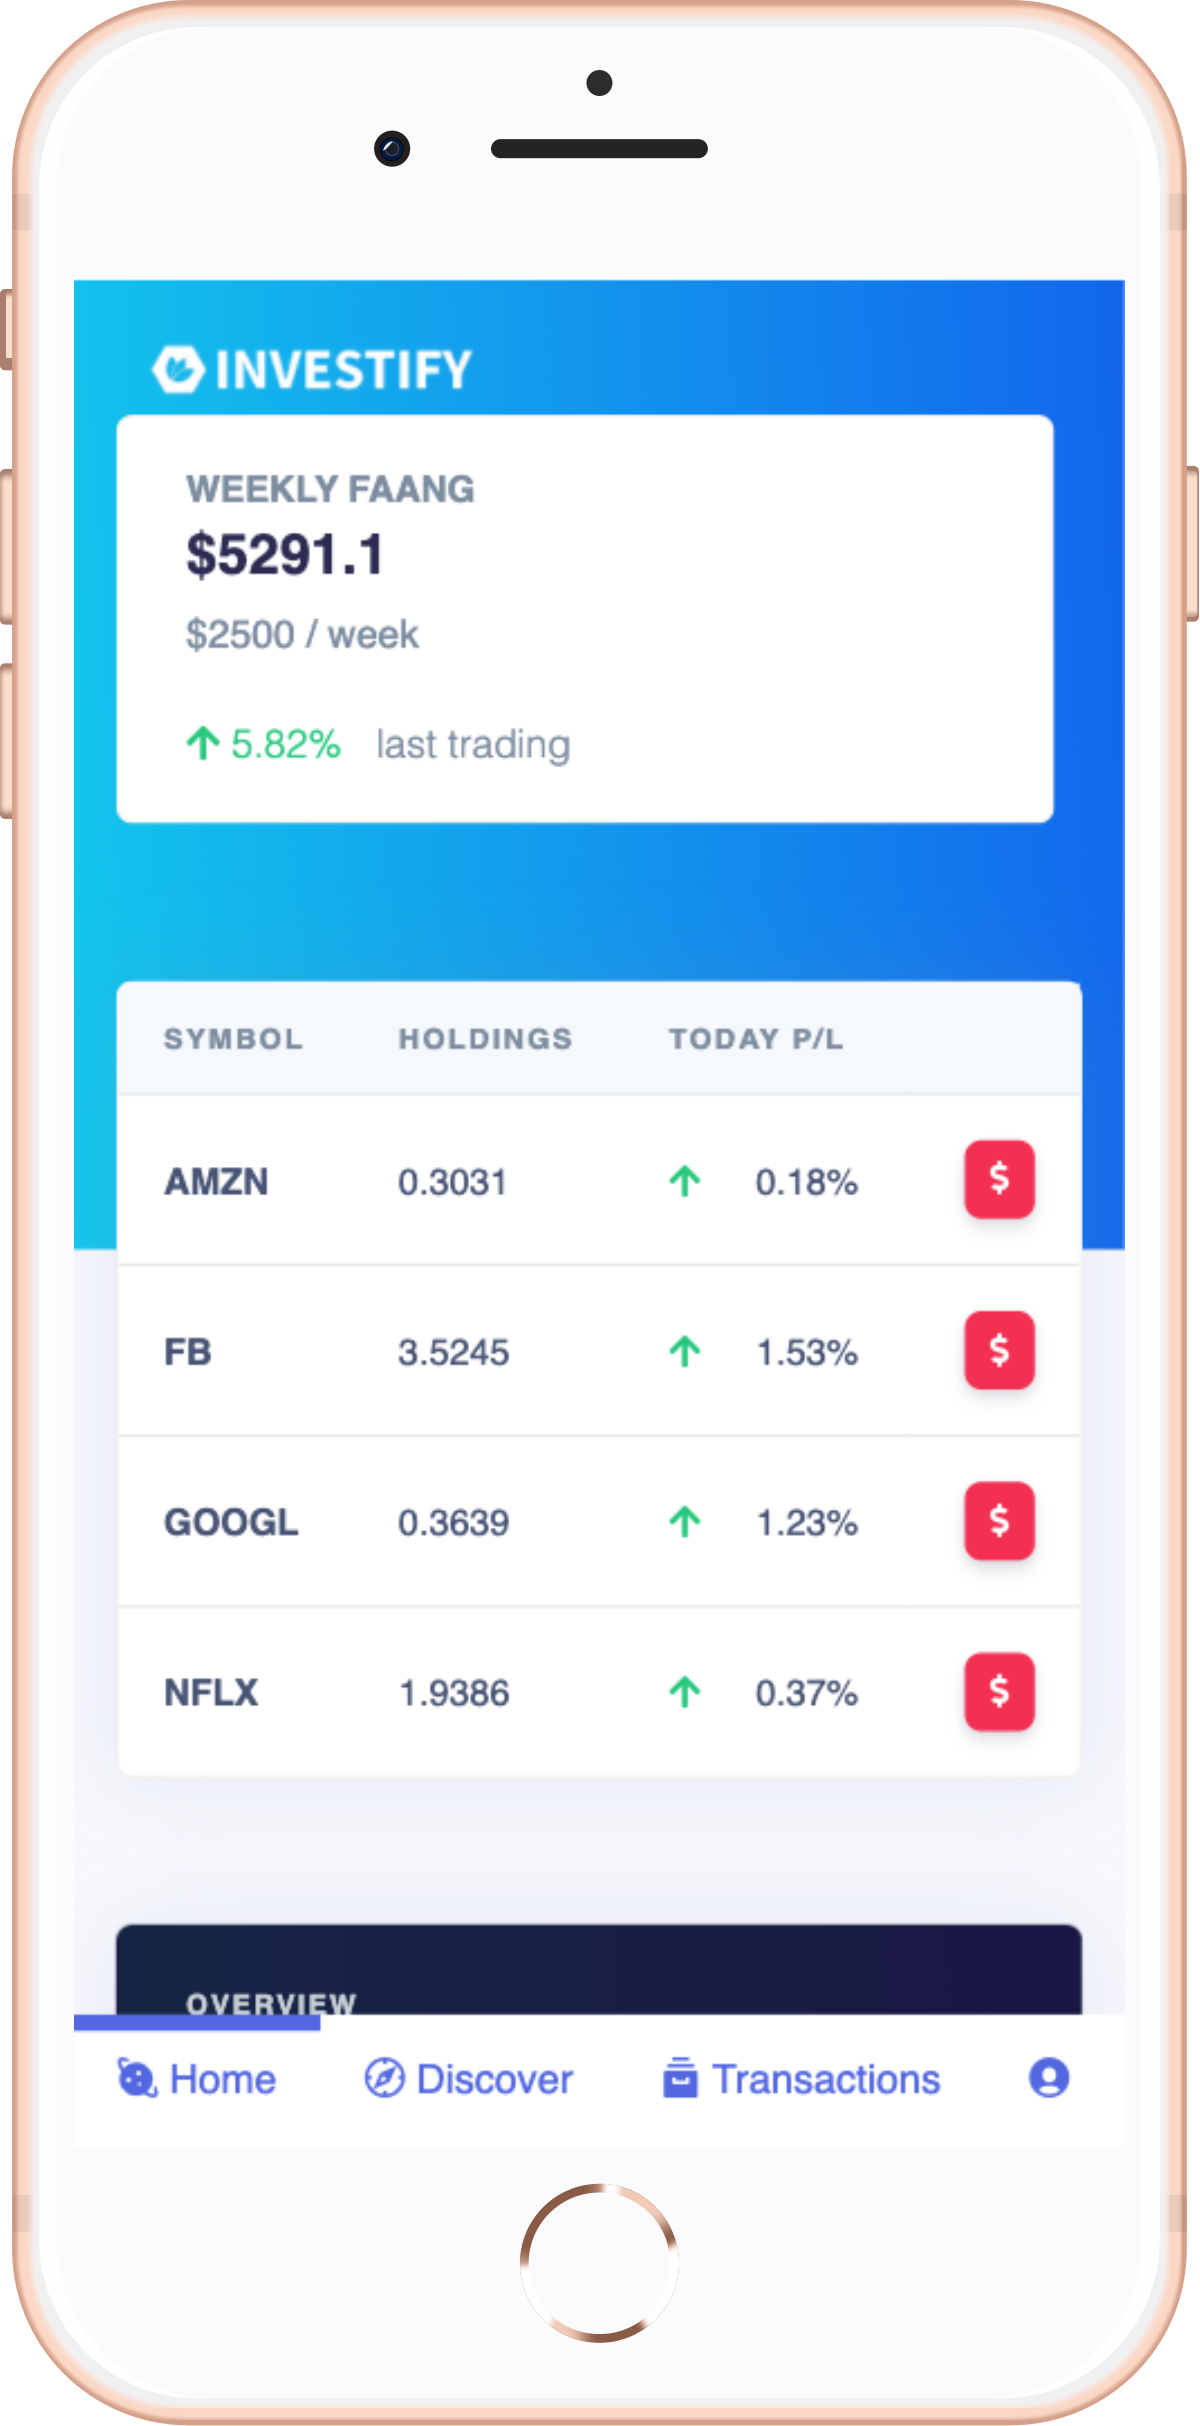 INVESTIFY
WEEKLY FAANG
$5291.1
$2500 / week
5.82% last trading
SYMBOL HOLDINGS TODAY P/L
AMZN 0.3031 0.18% $
FB 3.5245 1.53% $
GOOGL 0.3639 1.23% $
NFLX 1.9386 0.37% $
OVERVIEW
Home Discover Transactions